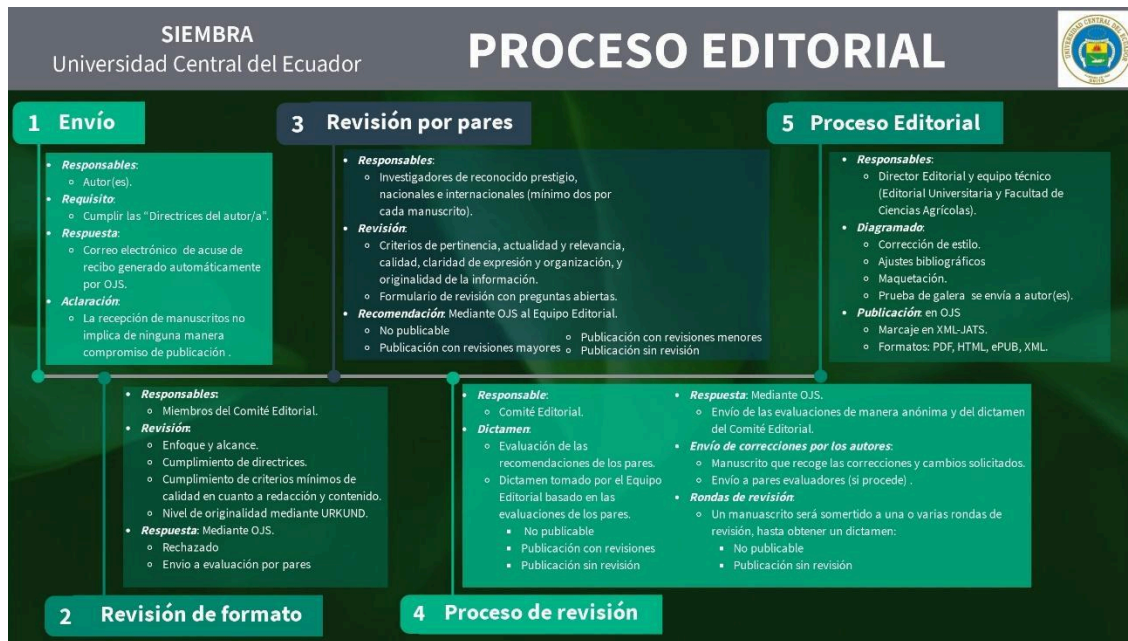 SIEMBRA
Universidad Central del Ecuador
PROCESO EDITORIAL
1 Envío
Responsables:
Autor(es).
Requisito:
Cumplir las “Directrices del autor/a”.
Respuesta:
Correo electrónico de acuse de
recibo generado automáticamente
por OJS.
Aclaración:
La recepción de manuscritos no
implica de ninguna manera
compromiso de publicación .
Responsables:
Miembros del Comité Editorial.
Revisión:
Enfoque y alcance.
Cumplimiento de directrices.
Cumplimiento de criterios mínimos de
calidad en cuanto a redacción y contenido.
Nivel de originalidad mediante URKUND.
Respuesta: Mediante OJS.
Rechazado
Envio a evaluación por pares
2 Revisión de formato
3 Revisión por pares
Responsables:
Investigadores de reconocido prestigio,
nacionales e internacionales (mínimo dos por
cada manuscrito).
Revisión:
Criterios de pertinencia, actualidad y relevancia,
calidad, claridad de expresión y organización, y
originalidad de la información.
Formulario de revisión con preguntas abiertas.
Recomendación: Mediante OJS al Equipo Editorial.
No publicable
Publicación con revisiones mayores
Publicación con revisiones menores
Publicación sin revisión
Responsable:
Comité Editorial.
Dictamen:
Evaluación de las
recomendaciones de los pares.
Dictamen tomado por el Equipo
Editorial basado en las
evaluaciones de los pares.
No publicable
Publicación con revisiones
Publicación sin revisión
Respuesta: Mediante OJS.
Envío de las evaluaciones de manera anónima y del dictamen
del Comité Editorial.
Envío de correcciones por los autores:
Manuscrito que recoge las correcciones y cambios solicitados.
Envío a pares evaluadores (si procede) .
Rondas de revisión:
Un manuascrito será somertido a una o varias rondas de
revisión, hasta obtener un dictamen:
No publicable
Publicación sin revisión
4 Proceso de revisión
5 Proceso Editorial
Responsables:
Director Editorial y equipo técnico
(Editorial Universitaria y Facultad de
Ciencias Agrícolas).
Diagramado:
Corrección de estilo.
Ajustes bibliográficos
Maquetación.
Prueba de galera se envía a autor(es).
Publicación: en OJS
Marcaje en XML-JATS.
Formatos: PDF, HTML, ePUB, XML.